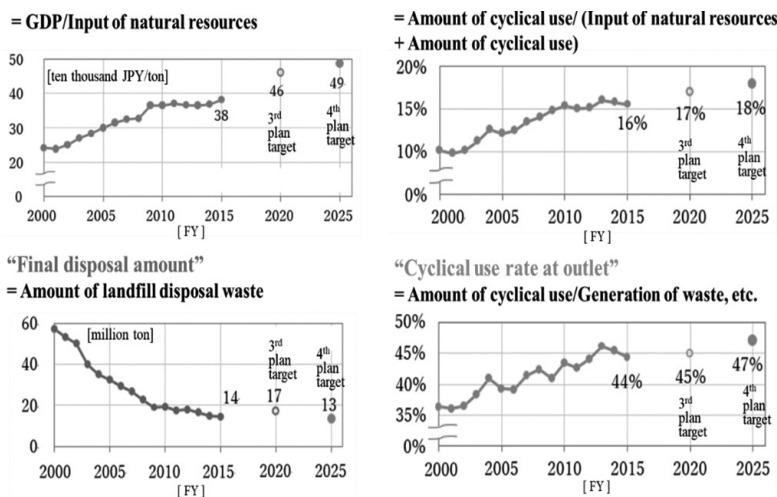 = GDP/Input of natural resources
50
[ten thousand JPY/ton]
40
30
20
0
46
49
38
3rd
plan
target
4th
plan
target
2000
2005
2010
2015
2020
2025
[ FY ]
= Amount of cyclical use/ (Input of natural resources
+ Amount of cyclical use)
20%
15%
10%
0%
16%
17%
18%
3rd
plan
target
4th
plan
target
2000
2005
2010
2015
2020
2025
[ FY ]
“Final disposal amount”
= Amount of landfill disposal waste
60
[million ton]
40
20
0
3rd
plan
target
4th
plan
target
14
17
13
2000
2005
2010
2015
2020
2025
[ FY ]
“Cyclical use rate at outlet”
= Amount of cyclical use/Generation of waste, etc.
50%
45%
40%
35%
0%
44%
45%
47%
3rd
plan
target
4th
plan
target
2000
2005
2010
2015
2020
2025
[ FY ]